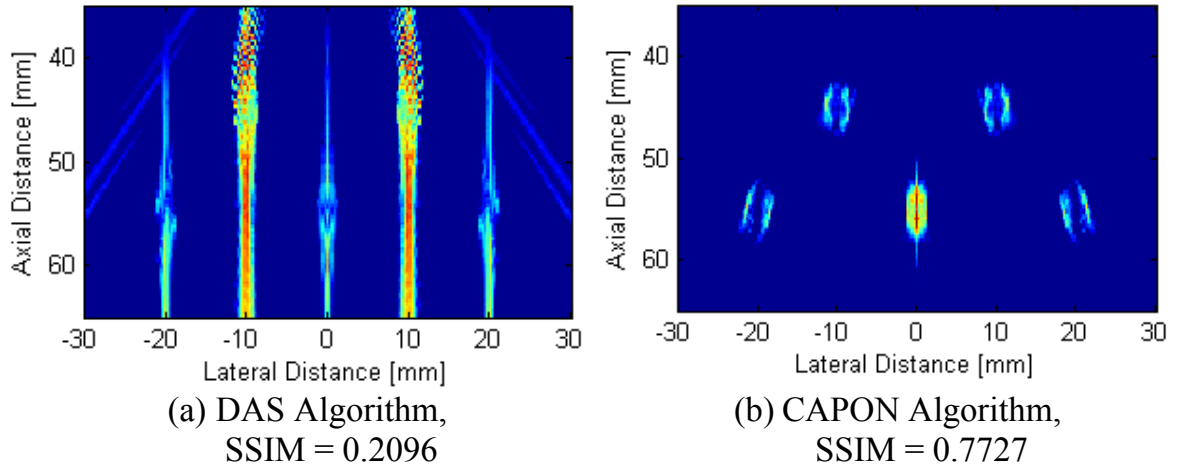 40
50
60
Axial Distance [mm]
-30 -20 -10 0 10 20 30
Lateral Distance [mm]
(a) DAS Algorithm,
SSIM = 0.2096
40
50
60
Axial Distance [mm]
-30 -20 -10 0 10 20 30
Lateral Distance [mm]
(b) CAPON Algorithm,
SSIM = 0.7727